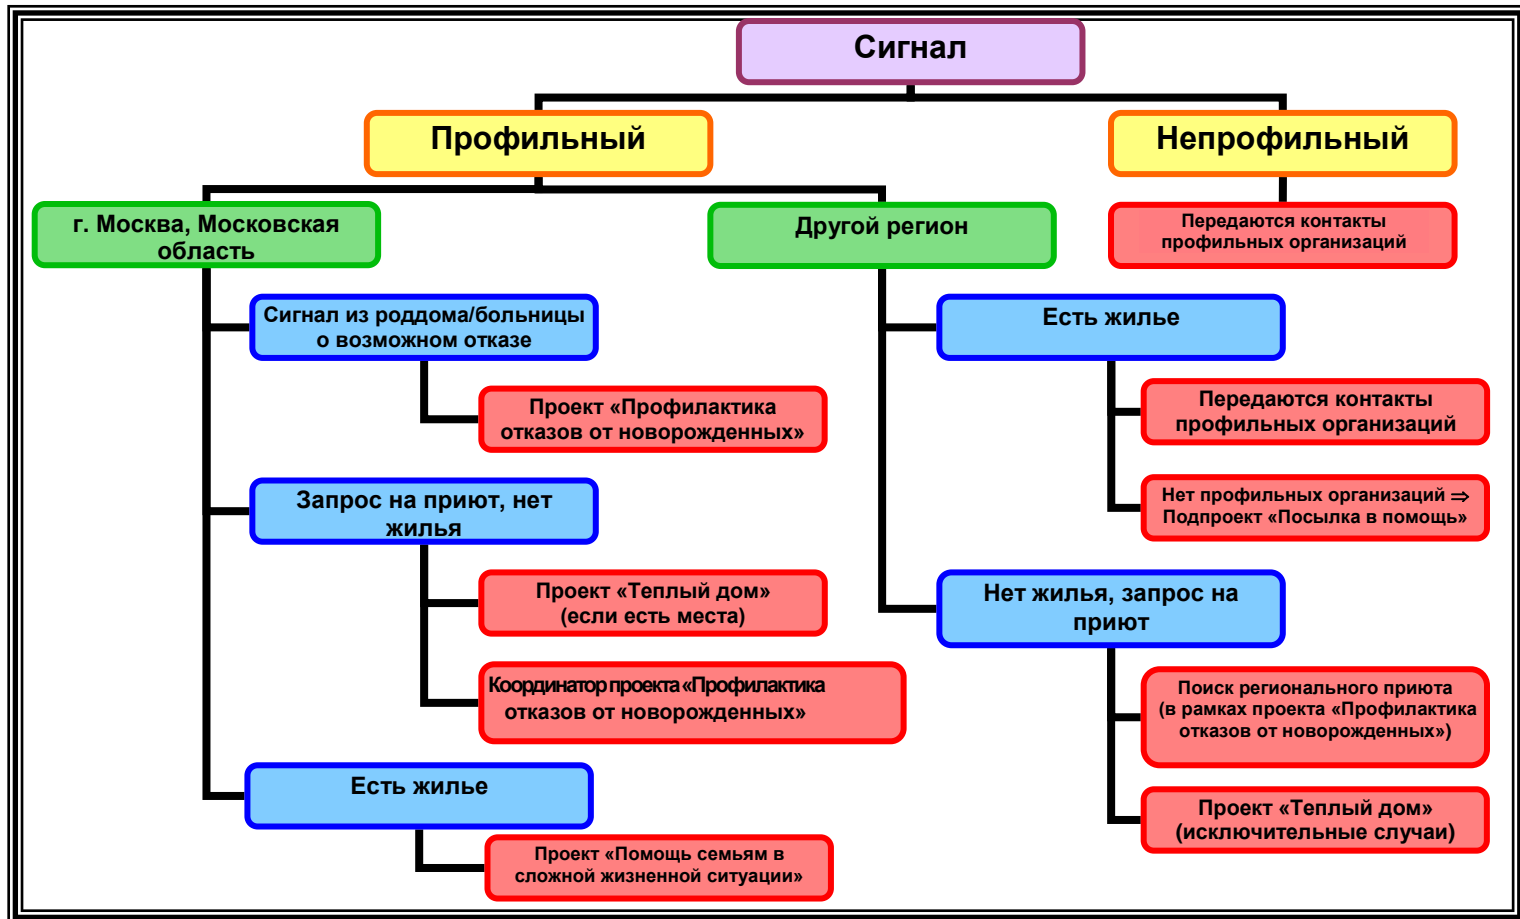 Сигнал
Профильный
Непрофильный
г. Москва, Московская
область
Другой регион
Передаются контакты
профильных организаций
Сигнал из роддома/больницы
о возможном отказе
Есть жилье
Проект «Профилактика
отказов от новорожденных»
Передаются контакты
профильных организаций
Запрос на приют, нет
жилья
Нет профильных организаций ⇒
Подпроект «Посылка в помощь»
Проект «Теплый дом»
(если есть места)
Нет жилья, запрос на
приют
Координатор проекта «Профилактика
отказов от новорожденных»
Поиск регионального приюта
(в рамках проекта «Профилактика
отказов от новорожденных»)
Есть жилье
Проект «Теплый дом»
(исключительные случаи)
Проект «Помощь семьям в
сложной жизненной ситуации»